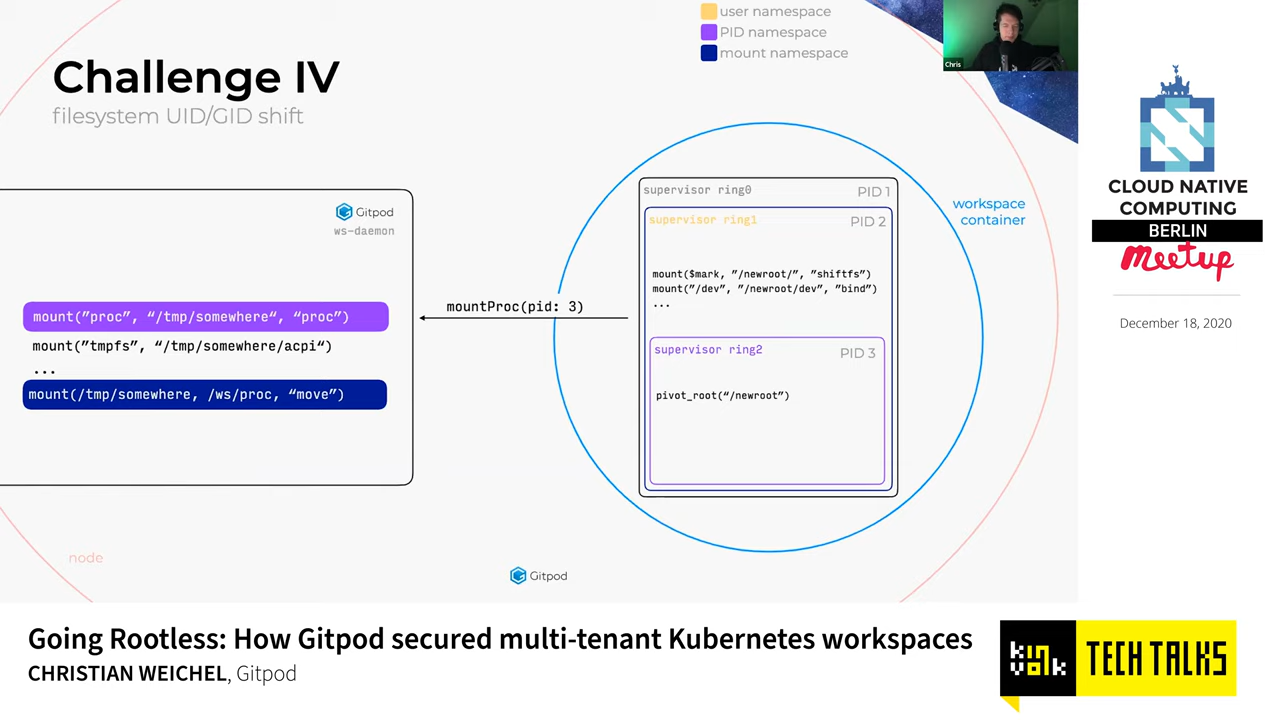 Challenge IV
filesystem UID/GID shift
user namespace
PID namespace
mount namespace
Chris
Gitpod
ws-daemon
mount(”proc”, “/tmp/somewhere“, “proc”)
mount(”tmpfs”, “/tmp/somewhere/acpi“)
...
mount(/tmp/somewhere, /ws/proc, “move”)
mountProc(pid: 3)
supervisor ring0 PID 1
supervisor ring1 PID 2
mount($mark, ”/newroot/”, ”shiftfs”)
mount(”/dev”, ”/newroot/dev”, ”bind”)
...
supervisor ring2 PID 3
pivot_root(“/newroot”)
workspace
container
node
Gitpod
CLOUD NATIVE
COMPUTING
BERLIN
meetup
December 18, 2020
Going Rootless: How Gitpod secured multi-tenant Kubernetes workspaces
CHRISTIAN WEICHEL, Gitpod
kinvolk TECH TALKS